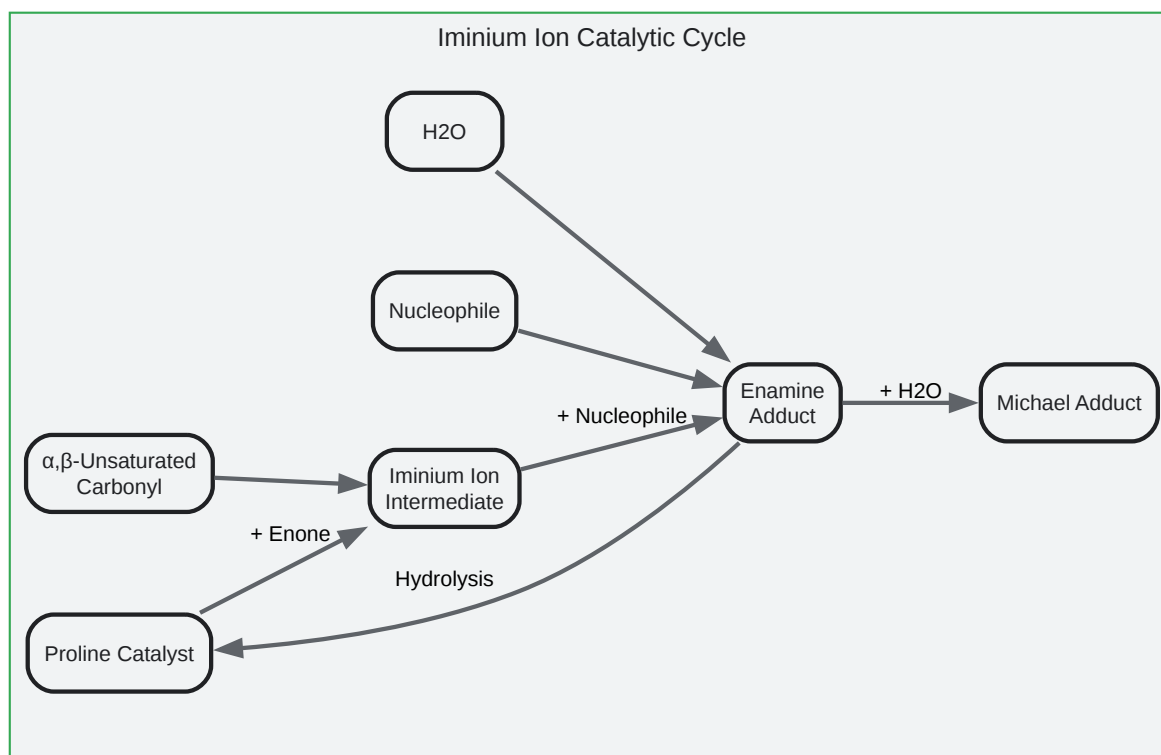 Iminium Ion Catalytic Cycle
H2O
Nucleophile
Enamine
Adduct
+ H2O
Michael Adduct
+ Nucleophile
α,β-Unsaturated
Carbonyl
Iminium Ion
Intermediate
+ Enone
Hydrolysis
Proline Catalyst